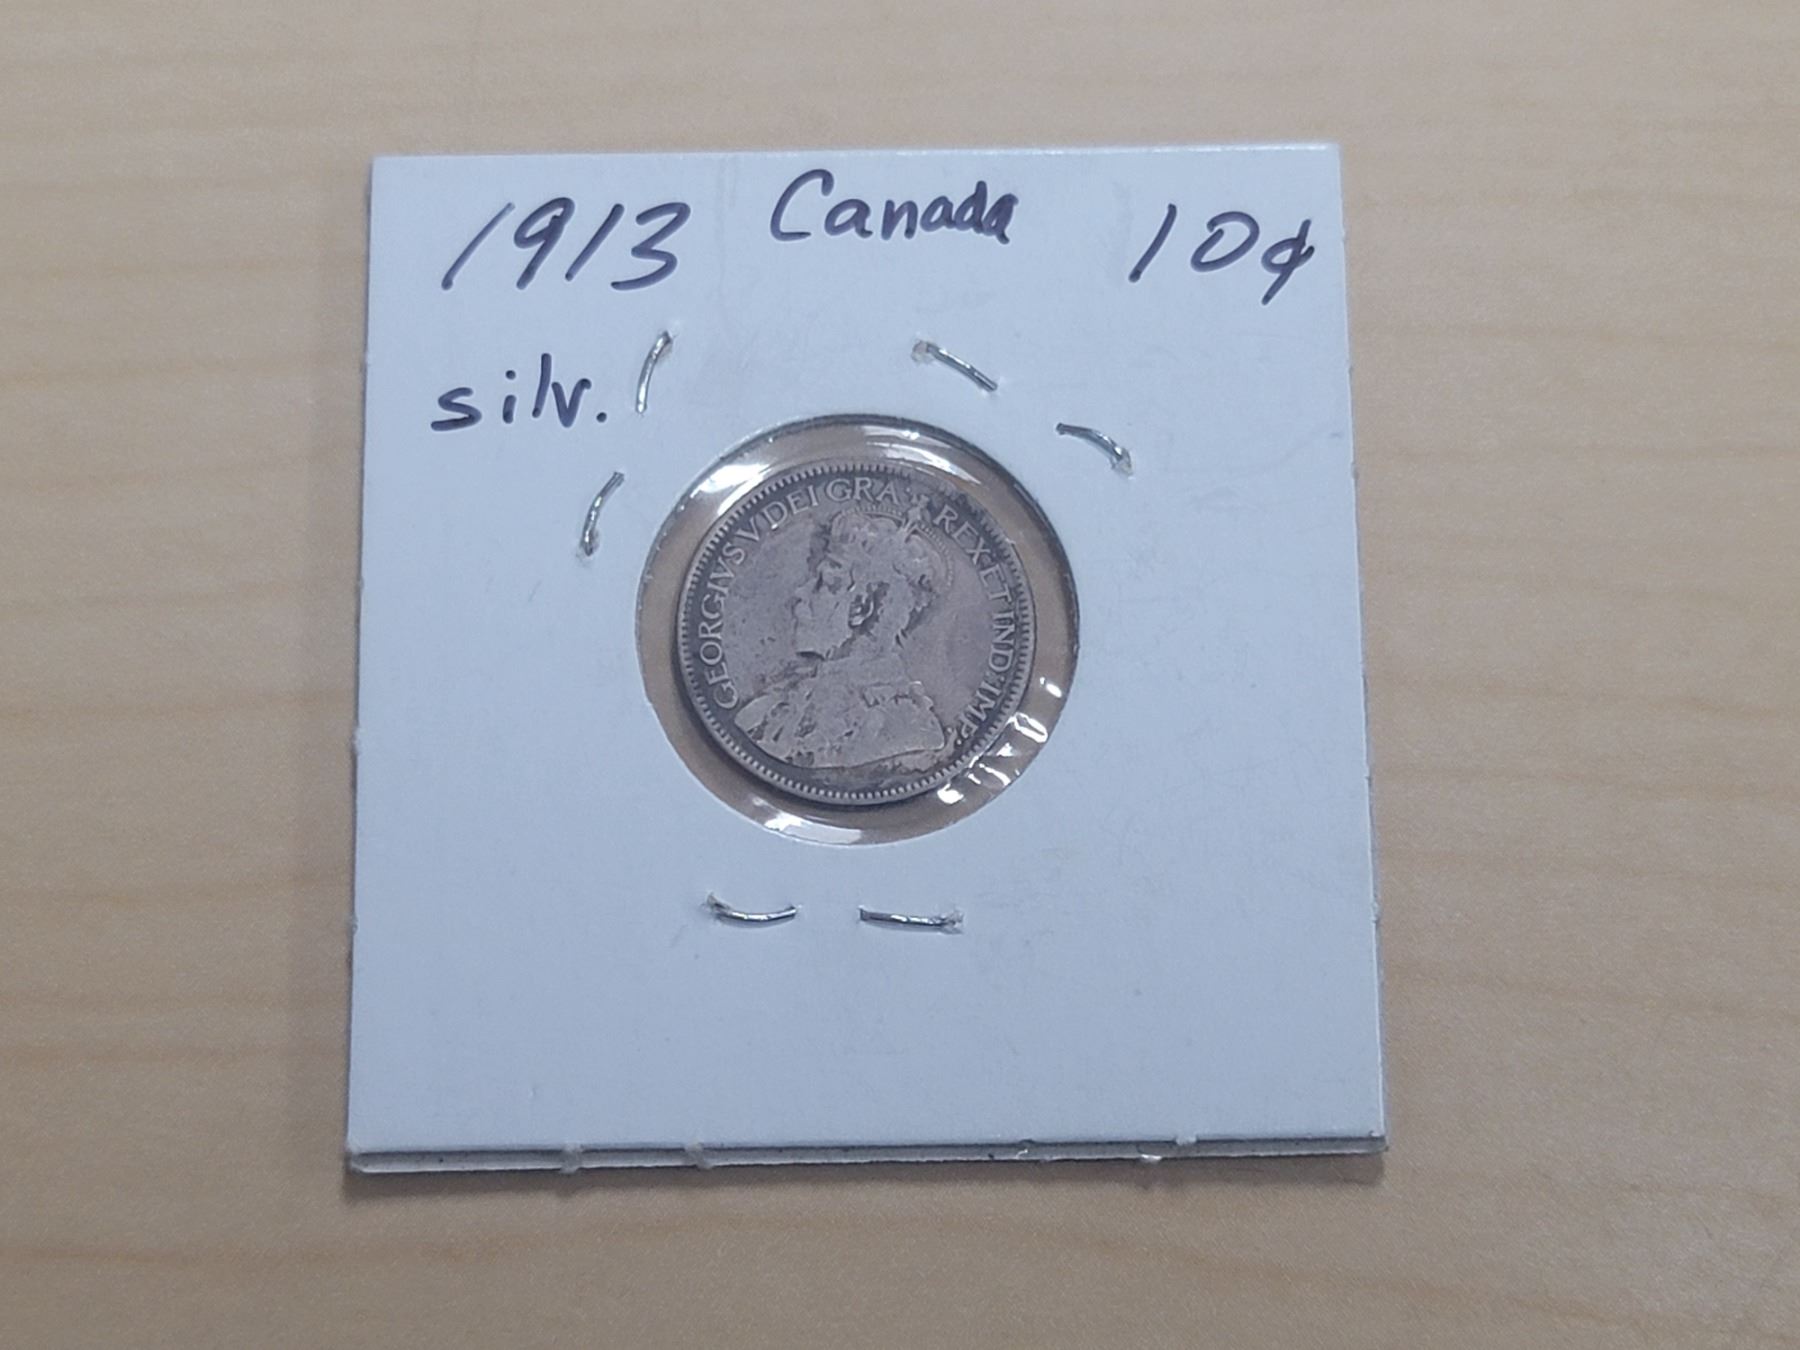 1913 Canada 10¢
silv.
GEORGIVS V DEI GRA: REX ET IND: IMP: